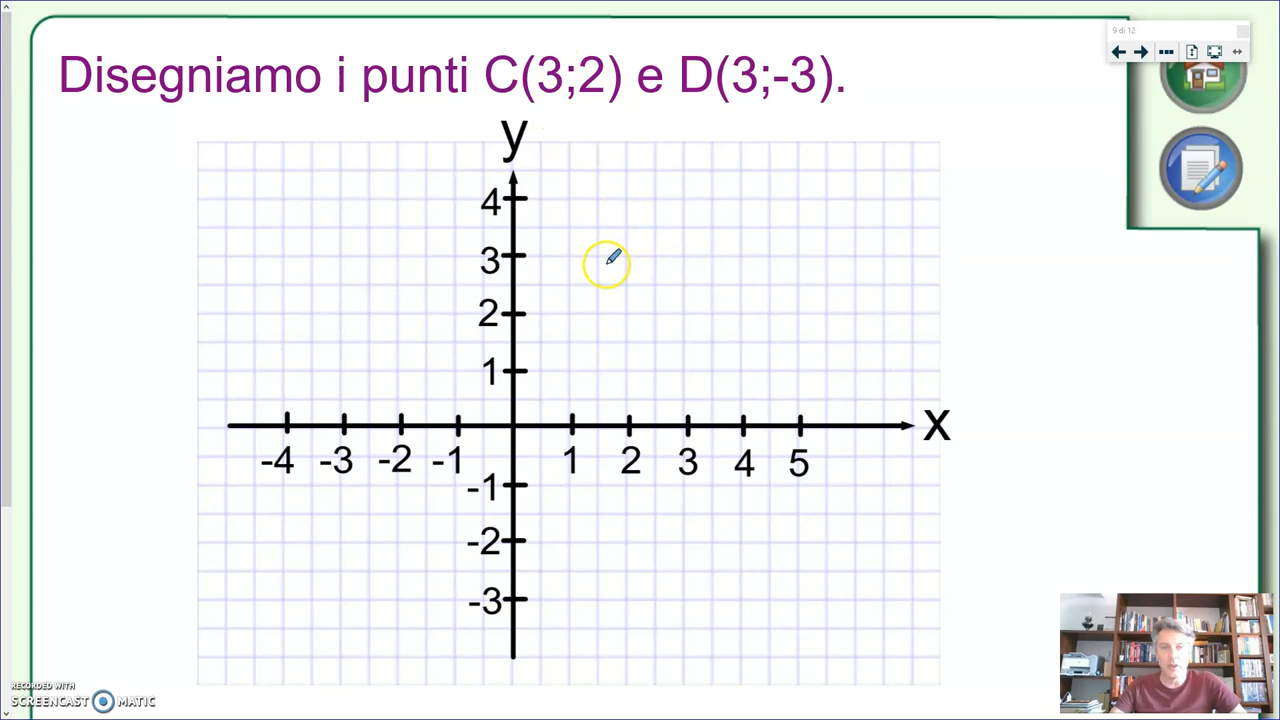 9 di 12
Disegniamo i punti C(3;2) e D(3;-3).
y
4
3
2
1
x
-4 -3 -2 -1 1 2 3 4 5
-1
-2
-3
RECORDED WITH
SCREENCAST MATIC